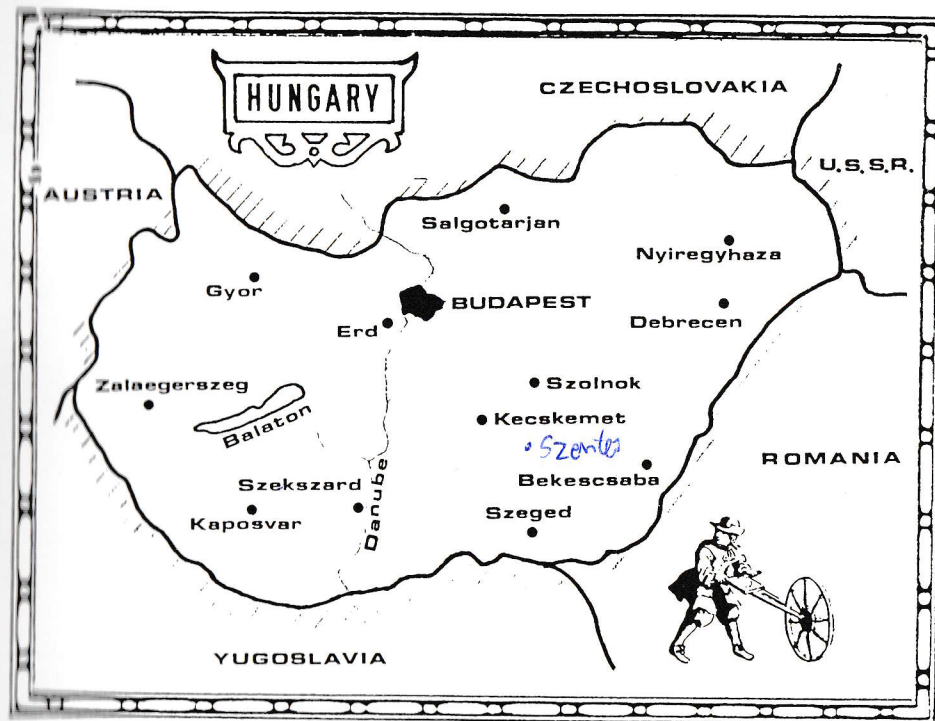 HUNGARY
CZECHOSLOVAKIA
U.S.S.R.
AUSTRIA
Salgotarjan
Nyiregyhaza
Gyor
BUDAPEST
Erd
Debrecen
Zalaegerszeg
Szolnok
Balaton
Kecskemet
Szentes
ROMANIA
Szekszard
Danube
Bekescsaba
Kaposvar
Szeged
YUGOSLAVIA